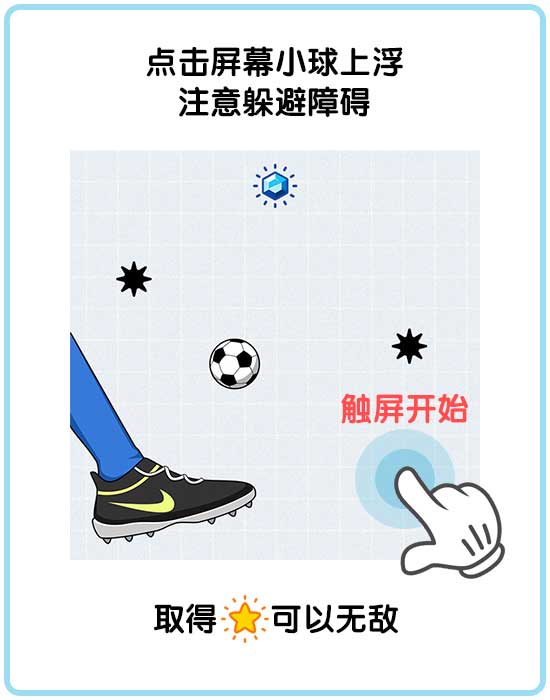 点击屏幕小球上浮
注意躲避障碍
触屏开始
取得可以无敌